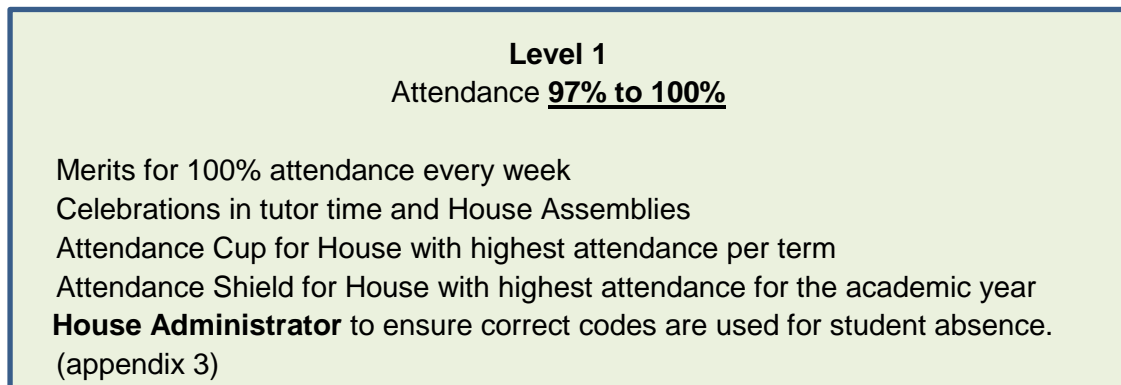 Level 1
Attendance 97% to 100%
Merits for 100% attendance every week
Celebrations in tutor time and House Assemblies
Attendance Cup for House with highest attendance per term
Attendance Shield for House with highest attendance for the academic year
House Administrator to ensure correct codes are used for student absence.
(appendix 3)